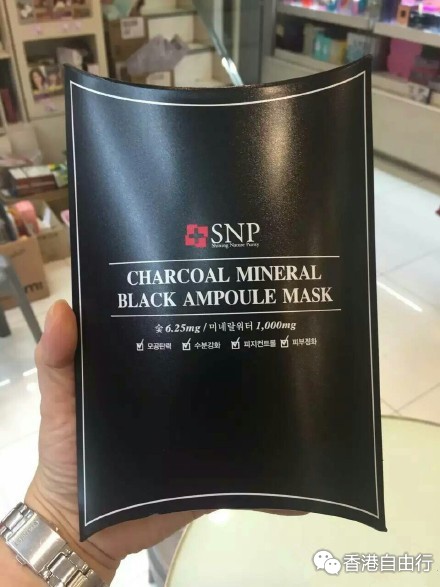 SNP
Shining Nature Purity
CHARCOAL MINERAL
BLACK AMPOULE MASK
숯 6.25mg / 미네랄워터 1,000mg
모공탄력 수분강화 피지컨트롤 피부정화
香港自由行